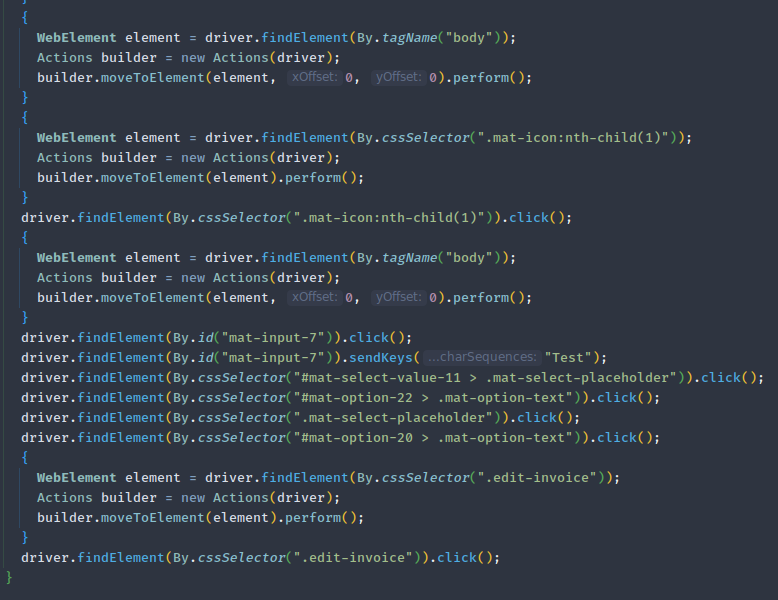 {
WebElement element = driver.findElement(By.tagName("body"));
Actions builder = new Actions(driver);
builder.moveToElement(element, xOffset: 0, yOffset: 0).perform();
}
{
WebElement element = driver.findElement(By.cssSelector(".mat-icon:nth-child(1)"));
Actions builder = new Actions(driver);
builder.moveToElement(element).perform();
}
driver.findElement(By.cssSelector(".mat-icon:nth-child(1)")).click();
{
WebElement element = driver.findElement(By.tagName("body"));
Actions builder = new Actions(driver);
builder.moveToElement(element, xOffset: 0, yOffset: 0).perform();
}
driver.findElement(By.id("mat-input-7")).click();
driver.findElement(By.id("mat-input-7")).sendKeys( ...charSequences: "Test");
driver.findElement(By.cssSelector("#mat-select-value-11 > .mat-select-placeholder")).click();
driver.findElement(By.cssSelector("#mat-option-22 > .mat-option-text")).click();
driver.findElement(By.cssSelector(".mat-select-placeholder")).click();
driver.findElement(By.cssSelector("#mat-option-20 > .mat-option-text")).click();
{
WebElement element = driver.findElement(By.cssSelector(".edit-invoice"));
Actions builder = new Actions(driver);
builder.moveToElement(element).perform();
}
driver.findElement(By.cssSelector(".edit-invoice")).click();
}